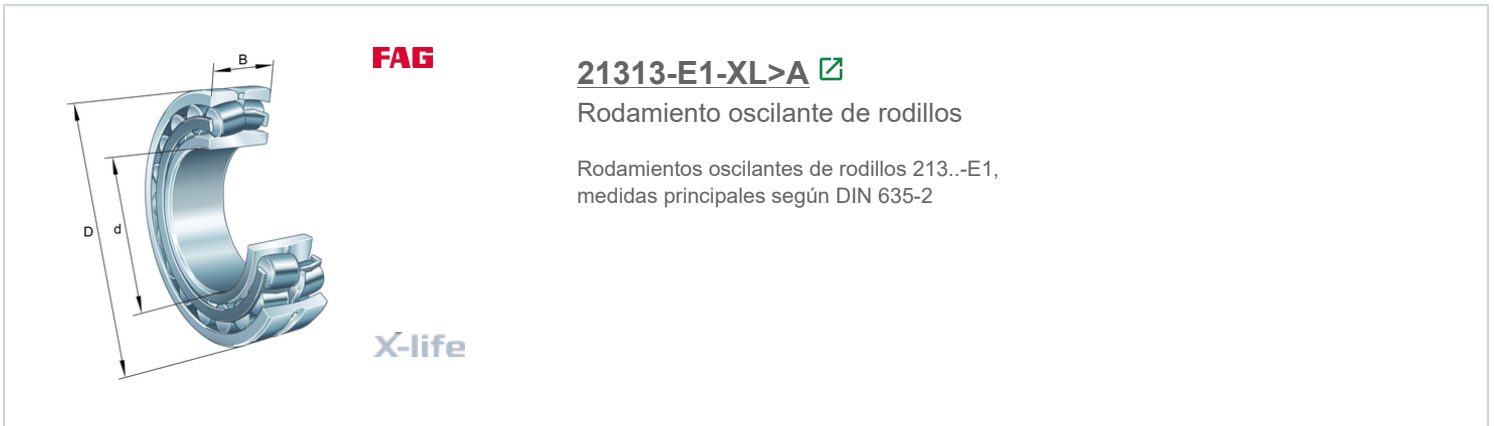 FAG
B
D
d
X-life
21313-E1-XL>A
Rodamiento oscilante de rodillos
Rodamientos oscilantes de rodillos 213..-E1,
medidas principales según DIN 635-2